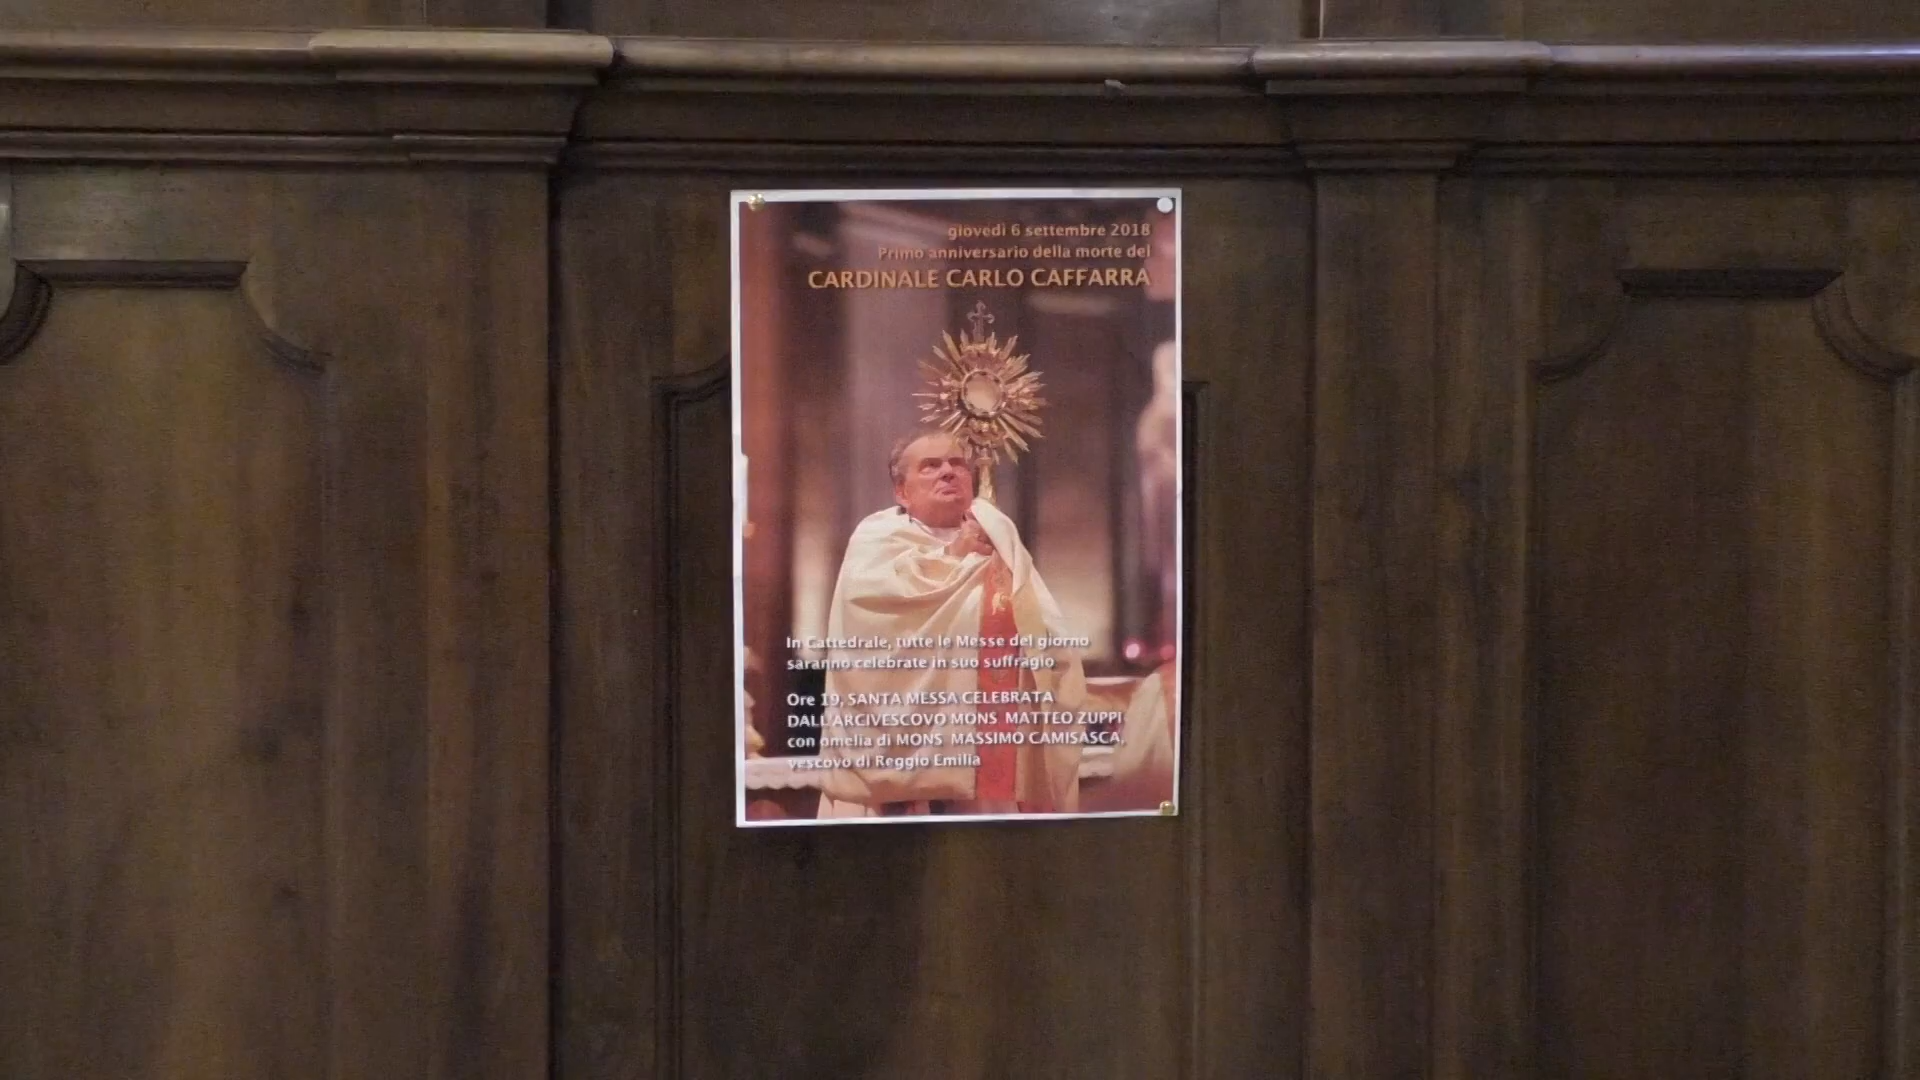 giovedì 6 settembre 2018
Primo anniversario della morte del
CARDINALE CARLO CAFFARRA
In Cattedrale, tutte le Messe del giorno
saranno celebrate in suo suffragio
Ore 19, SANTA MESSA CELEBRATA
DALL'ARCIVESCOVO MONS. MATTEO ZUPPI
con omelia di MONS. MASSIMO CAMISASCA,
vescovo di Reggio Emilia